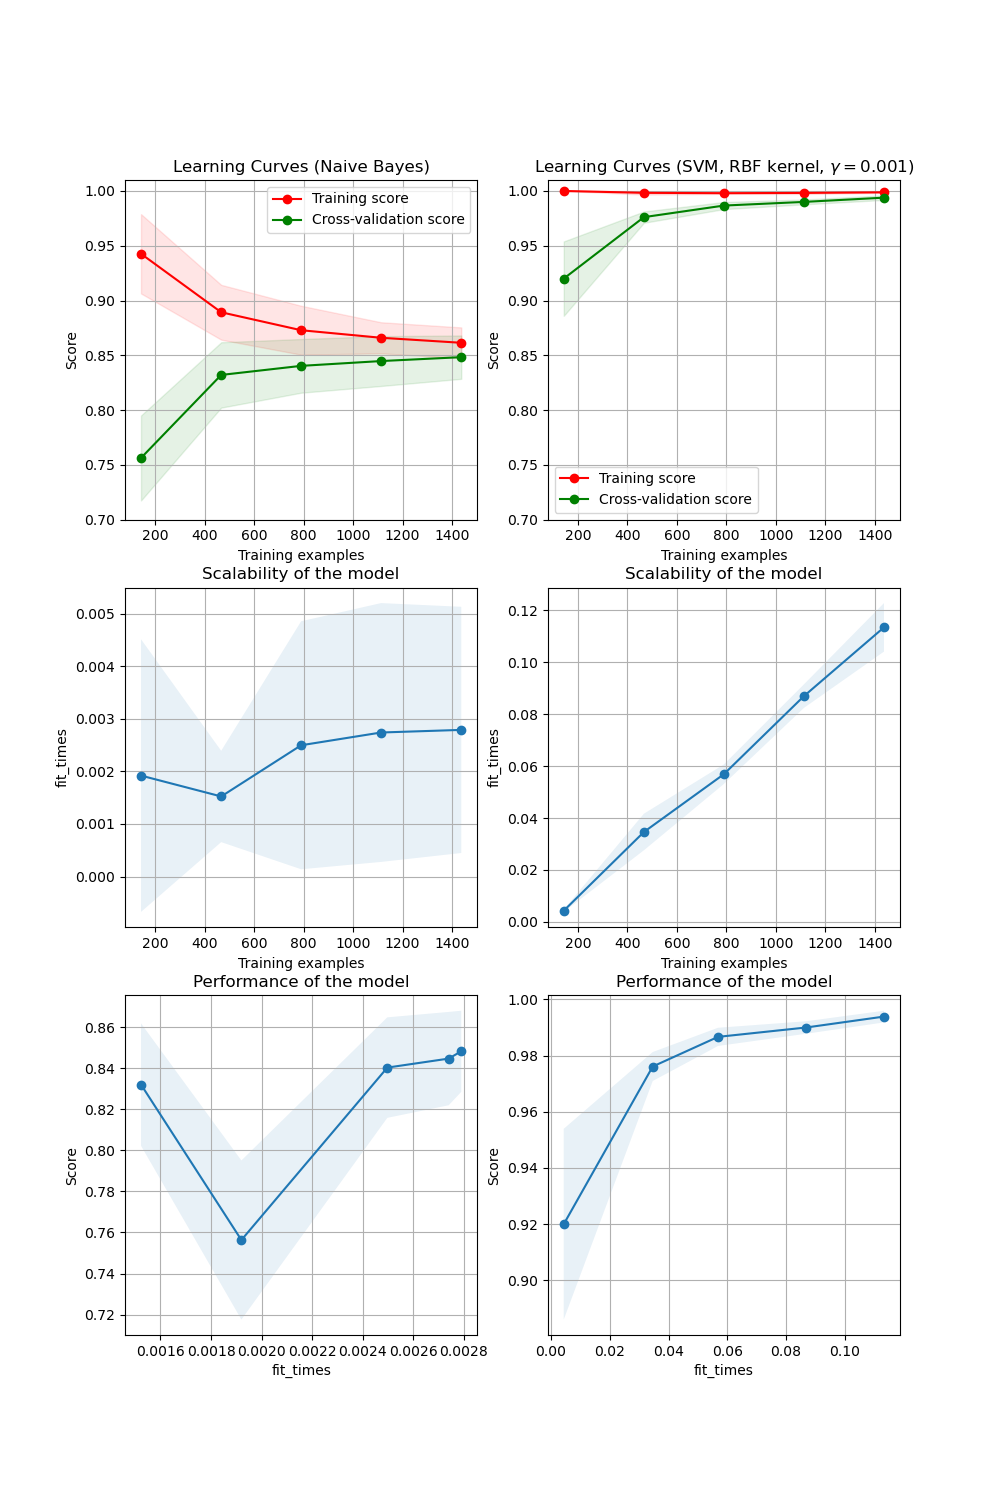 Learning Curves (Naive Bayes)
Learning Curves (SVM, RBF kernel, γ = 0.001)
1.00
0.95
0.90
0.85
0.80
0.75
0.70
Score
Training score
Cross-validation score
200 400 600 800 1000 1200 1400
Training examples
1.00
0.95
0.90
0.85
0.80
0.75
0.70
Score
Training score
Cross-validation score
200 400 600 800 1000 1200 1400
Training examples
Scalability of the model
0.005
0.004
0.003
0.002
0.001
0.000
fit_times
200 400 600 800 1000 1200 1400
Training examples
Scalability of the model
0.12
0.10
0.08
0.06
0.04
0.02
0.00
fit_times
200 400 600 800 1000 1200 1400
Training examples
Performance of the model
0.86
0.84
0.82
0.80
0.78
0.76
0.74
0.72
Score
0.0016 0.0018 0.0020 0.0022 0.0024 0.0026 0.0028
fit_times
Performance of the model
1.00
0.98
0.96
0.94
0.92
0.90
Score
0.00 0.02 0.04 0.06 0.08 0.10
fit_times